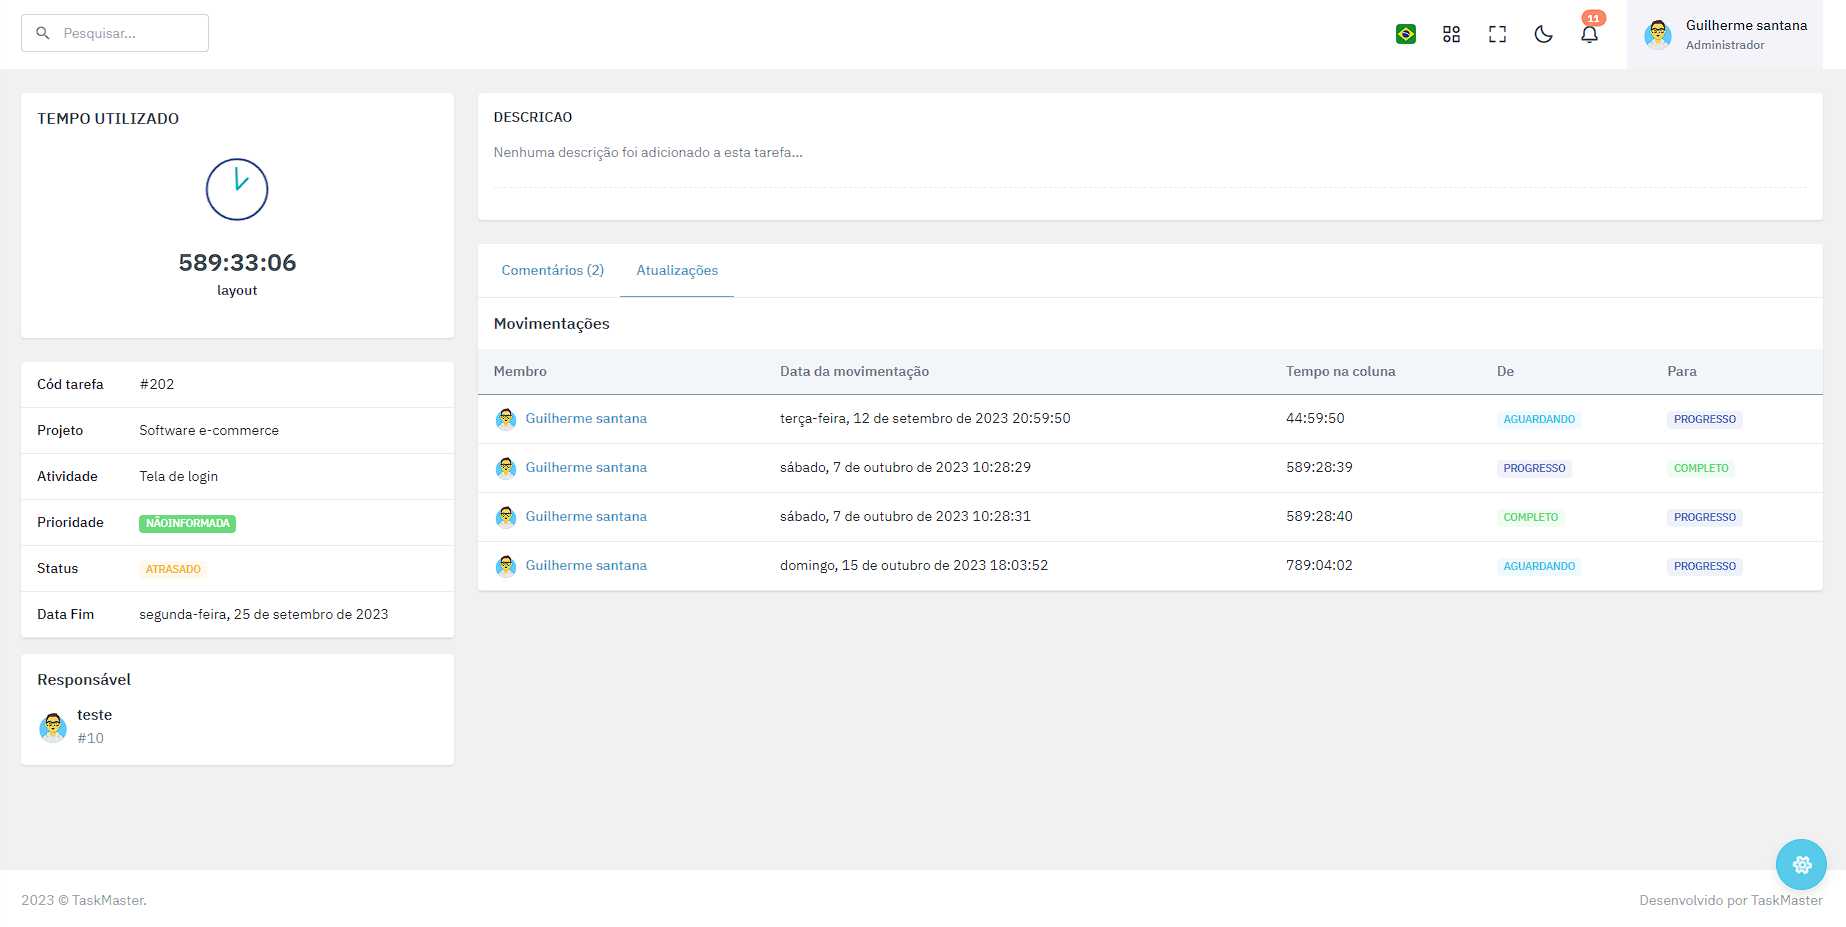 Pesquisar...
11
Guilherme santana
Administrador
TEMPO UTILIZADO
589:33:06
layout
Cód tarefa #202
Projeto Software e-commerce
Atividade Tela de login
Prioridade NÃOINFORMADA
Status ATRASADO
Data Fim segunda-feira, 25 de setembro de 2023
Responsável
teste
#10
DESCRICAO
Nenhuma descrição foi adicionado a esta tarefa...
Comentários (2) Atualizações
Movimentações
Membro Data da movimentação Tempo na coluna De Para
Guilherme santana terça-feira, 12 de setembro de 2023 20:59:50 44:59:50 AGUARDANDO PROGRESSO
Guilherme santana sábado, 7 de outubro de 2023 10:28:29 589:28:39 PROGRESSO COMPLETO
Guilherme santana sábado, 7 de outubro de 2023 10:28:31 589:28:40 COMPLETO PROGRESSO
Guilherme santana domingo, 15 de outubro de 2023 18:03:52 789:04:02 AGUARDANDO PROGRESSO
2023 © TaskMaster.
Desenvolvido por TaskMaster